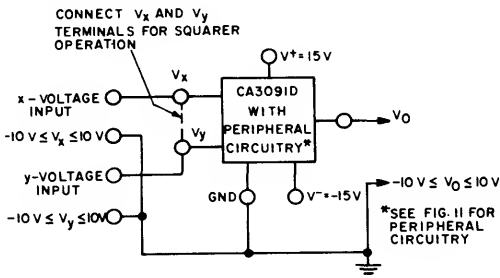 CONNECT Vx AND Vy
TERMINALS FOR SQUARER
OPERATION
V+=15V
Vx
CA3091D
WITH
PERIPHERAL
CIRCUITRY*
x-VOLTAGE
INPUT
VO
-10 V ≤ Vx ≤ 10 V
Vy
y-VOLTAGE
INPUT
GND
V-=-15V
-10 V ≤ VO ≤ 10 V
-10 V ≤ Vy ≤ 10V
*SEE FIG. 11 FOR
PERIPHERAL
CIRCUITRY